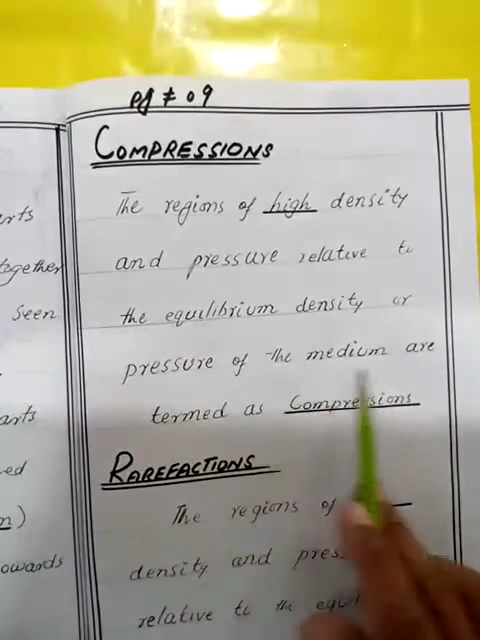 pg # 09
COMPRESSIONS
The regions of high density
and pressure relative to
the equilibrium density or
pressure of the medium are
termed as Compressions
RAREFACTIONS
The regions of
density and pres
relative to the equil
arts
together
seen
arts
ed
n)
owards